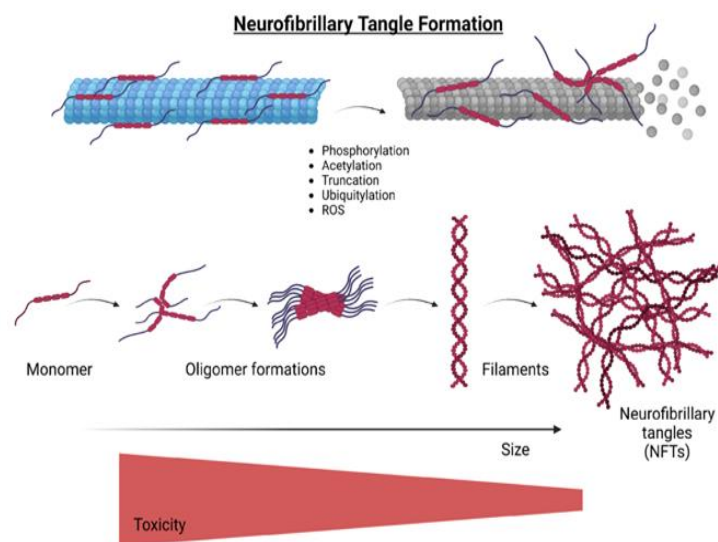 Neurofibrillary Tangle Formation
• Phosphorylation
• Acetylation
• Truncation
• Ubiquitylation
• ROS
Monomer
Oligomer formations
Filaments
Neurofibrillary
tangles
(NFTs)
Size
Toxicity